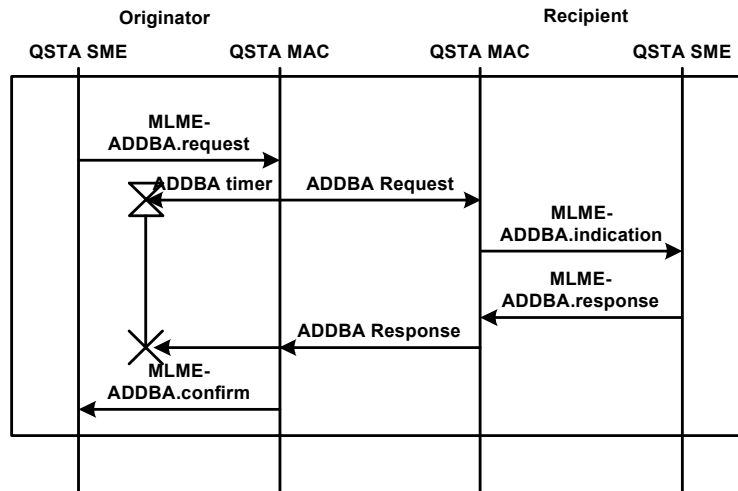 Originator Recipient
QSTA SME QSTA MAC QSTA MAC QSTA SME
MLME-
ADDBA.request
ADDBA timer ADDBA Request
MLME-
ADDBA.indication
MLME-
ADDBA.response
ADDBA Response
MLME-
ADDBA.confirm